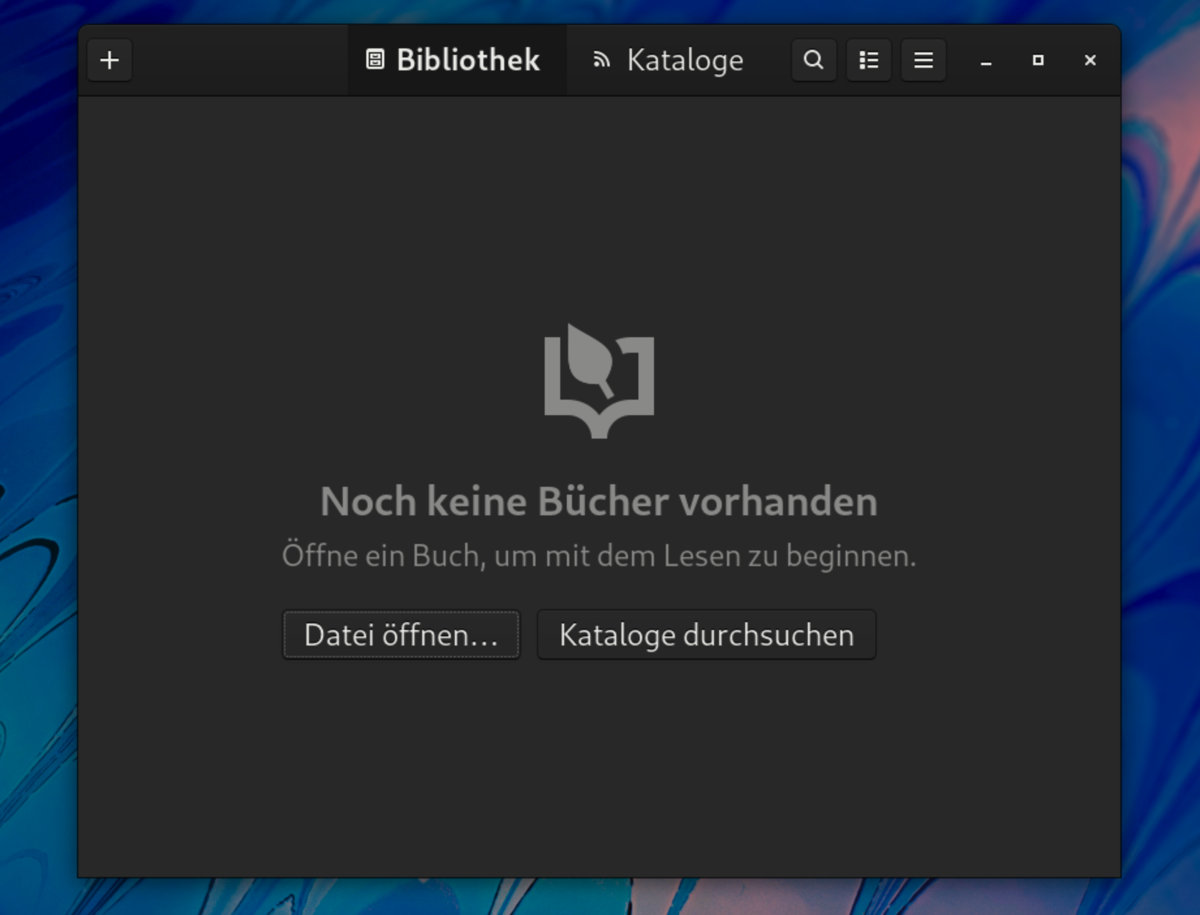 Bibliothek
Kataloge
Noch keine Bücher vorhanden
Öffne ein Buch, um mit dem Lesen zu beginnen.
Datei öffnen…
Kataloge durchsuchen